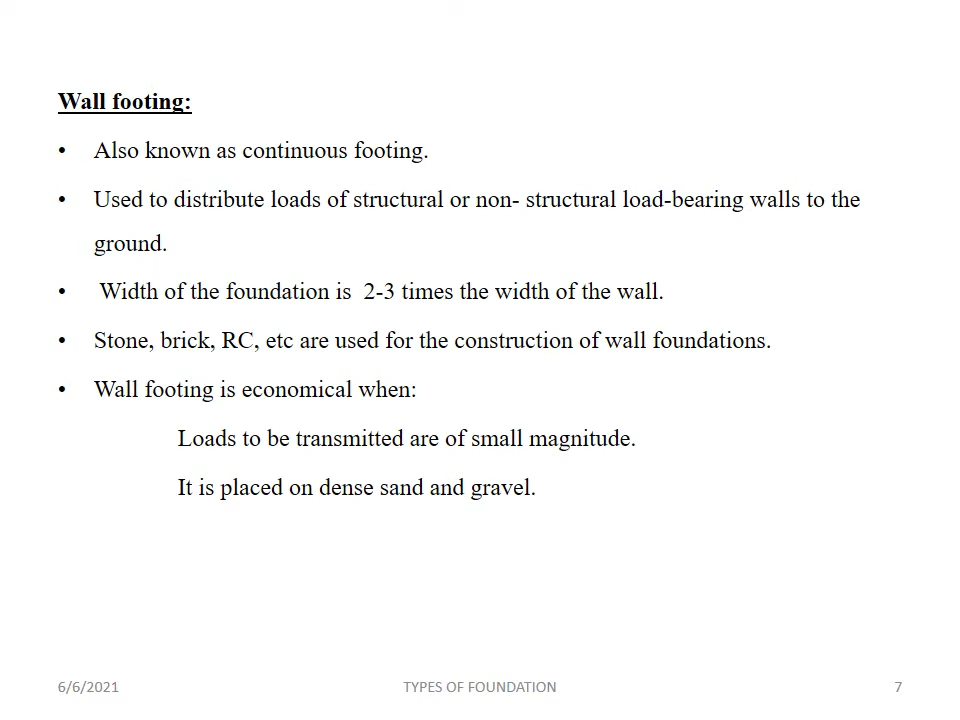 Wall footing:
• Also known as continuous footing.
• Used to distribute loads of structural or non- structural load-bearing walls to the
ground.
• Width of the foundation is  2-3 times the width of the wall.
• Stone, brick, RC, etc are used for the construction of wall foundations.
• Wall footing is economical when:
Loads to be transmitted are of small magnitude.
It is placed on dense sand and gravel.
6/6/2021 TYPES OF FOUNDATION 7